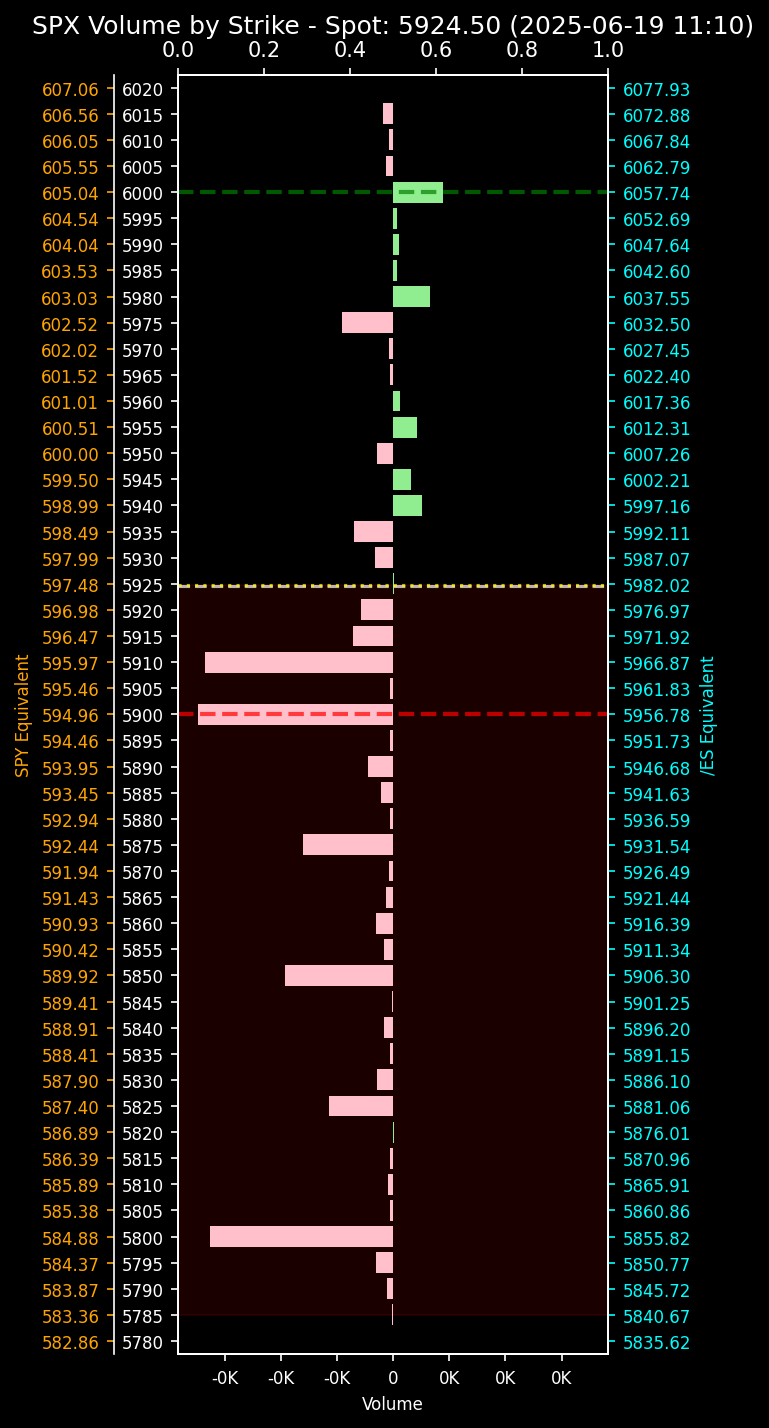 SPX Volume by Strike - Spot: 5924.50 (2025-06-19 11:10)
0.0 0.2 0.4 0.6 0.8 1.0
607.06 6020 6077.93
606.56 6015 6072.88
606.05 6010 6067.84
605.55 6005 6062.79
605.04 6000 6057.74
604.54 5995 6052.69
604.04 5990 6047.64
603.53 5985 6042.60
603.03 5980 6037.55
602.52 5975 6032.50
602.02 5970 6027.45
601.52 5965 6022.40
601.01 5960 6017.36
600.51 5955 6012.31
600.00 5950 6007.26
599.50 5945 6002.21
598.99 5940 5997.16
598.49 5935 5992.11
597.99 5930 5987.07
597.48 5925 5982.02
596.98 5920 5976.97
596.47 5915 5971.92
595.97 5910 5966.87
595.46 5905 5961.83
594.96 5900 5956.78
594.46 5895 5951.73
593.95 5890 5946.68
593.45 5885 5941.63
592.94 5880 5936.59
592.44 5875 5931.54
591.94 5870 5926.49
591.43 5865 5921.44
590.93 5860 5916.39
590.42 5855 5911.34
589.92 5850 5906.30
589.41 5845 5901.25
588.91 5840 5896.20
588.41 5835 5891.15
587.90 5830 5886.10
587.40 5825 5881.06
586.89 5820 5876.01
586.39 5815 5870.96
585.89 5810 5865.91
585.38 5805 5860.86
584.88 5800 5855.82
584.37 5795 5850.77
583.87 5790 5845.72
583.36 5785 5840.67
582.86 5780 5835.62
SPY Equivalent
/ES Equivalent
-0K -0K -0K 0 0K 0K 0K
Volume